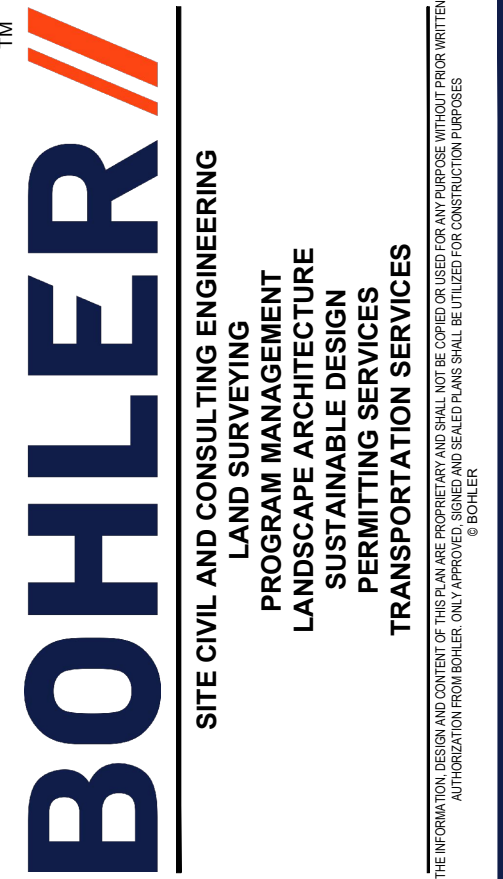 BOHLER//
TM
SITE CIVIL AND CONSULTING ENGINEERING
LAND SURVEYING
PROGRAM MANAGEMENT
LANDSCAPE ARCHITECTURE
SUSTAINABLE DESIGN
PERMITTING SERVICES
TRANSPORTATION SERVICES
THE INFORMATION, DESIGN AND CONTENT OF THIS PLAN ARE PROPRIETARY AND SHALL NOT BE COPIED OR USED FOR ANY PURPOSE WITHOUT PRIOR WRITTEN
AUTHORIZATION FROM BOHLER. ONLY APPROVED, SIGNED AND SEALED PLANS SHALL BE UTILIZED FOR CONSTRUCTION PURPOSES
© BOHLER